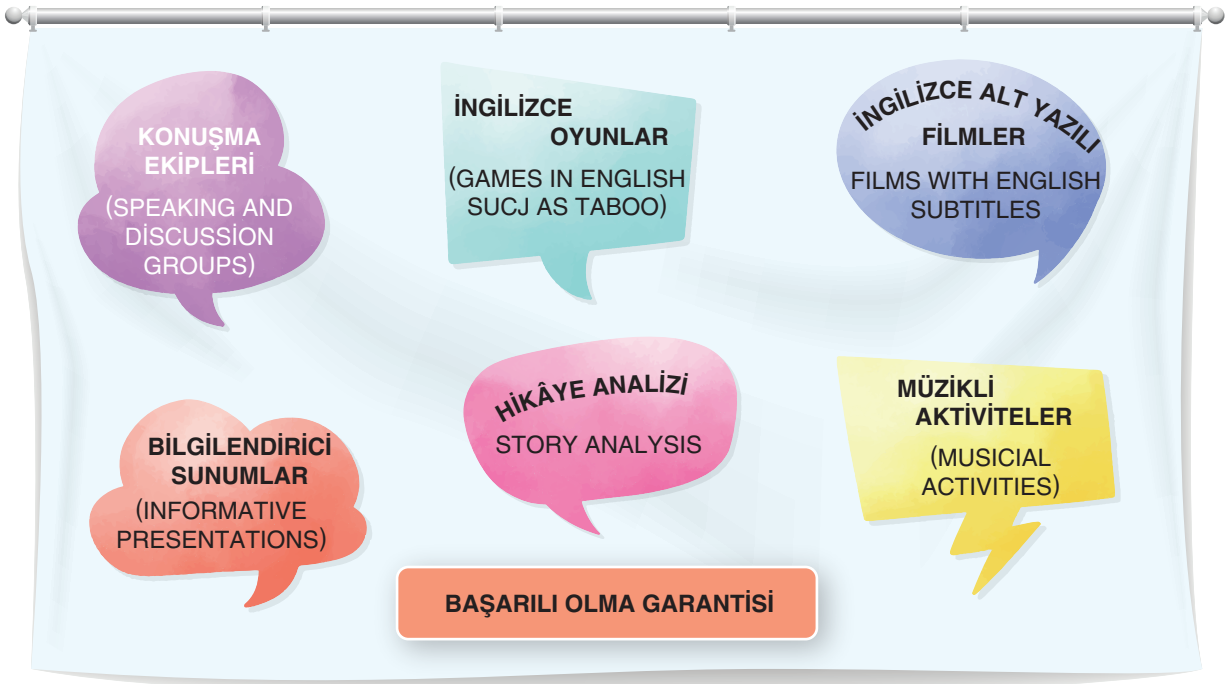 KONUŞMA
EKİPLERİ
(SPEAKING AND
DİSCUSSİON
GROUPS)
İNGİLİZCE
OYUNLAR
(GAMES IN ENGLISH
SUCJ AS TABOO)
İNGİLİZCE ALT YAZILI
FİLMLER
FILMS WITH ENGLISH
SUBTITLES
BİLGİLENDİRİCİ
SUNUMLAR
(INFORMATIVE
PRESENTATIONS)
HİKÂYE ANALİZİ
STORY ANALYSIS
MÜZİKLİ
AKTİVİTELER
(MUSICIAL
ACTIVITIES)
BAŞARILI OLMA GARANTİSİ